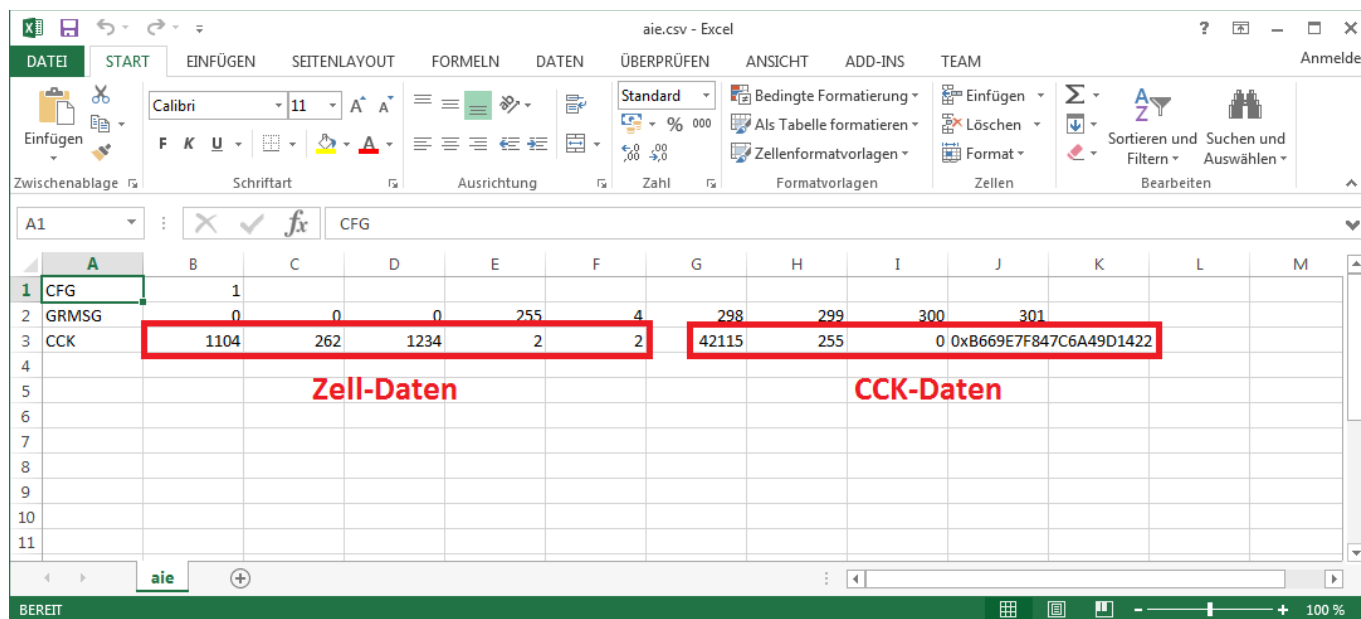 aie.csv - Excel
?
DATEI START EINFÜGEN SEITENLAYOUT FORMELN DATEN ÜBERPRÜFEN ANSICHT ADD-INS TEAM Anmelde
Calibri 11 A A Standard Bedingte Formatierung Einfügen Σ A Z
Einfügen F K U A % 000 Als Tabelle formatieren Löschen Sortieren und Suchen und
,00 ,0 Zellenformatvorlagen Format Filtern Auswählen
Zwischenablage Schriftart Ausrichtung Zahl Formatvorlagen Zellen Bearbeiten
A1 fx CFG
A B C D E F G H I J K L M
1 CFG 1
2 GRMSG 0 0 0 255 4 298 299 300 301
3 CCK 1104 262 1234 2 2 42115 255 0 0xB669E7F847C6A49D1422
4
5 Zell-Daten CCK-Daten
6
7
8
9
10
11
aie
BEREIT 100 %